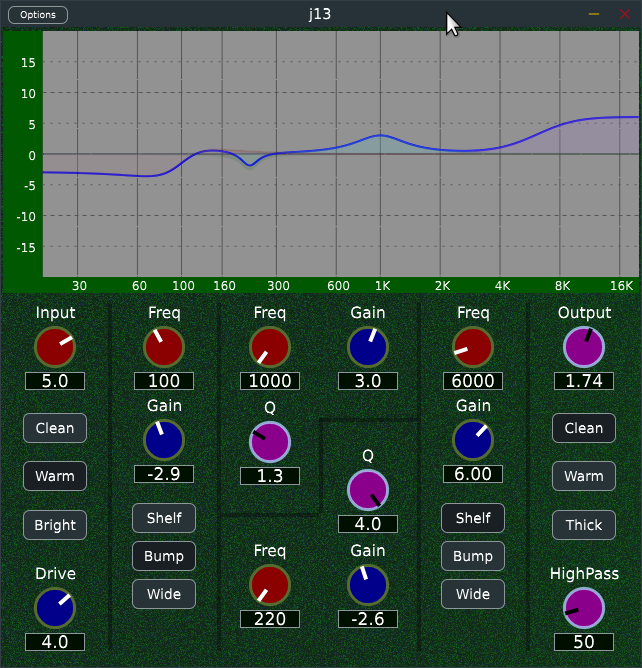 Options
j13
15
10
5
0
-5
-10
-15
30 60 100 160 300 600 1K 2K 4K 8K 16K
Input Freq Freq Gain Freq Output
5.0 100 1000 3.0 6000 1.74
Gain Q Gain
Clean Clean
-2.9 1.3 6.00
Q
Warm Warm
4.0
Shelf Shelf
Bright Thick
Freq Gain
Bump Bump
Drive HighPass
Wide Wide
220 -2.6
4.0 50